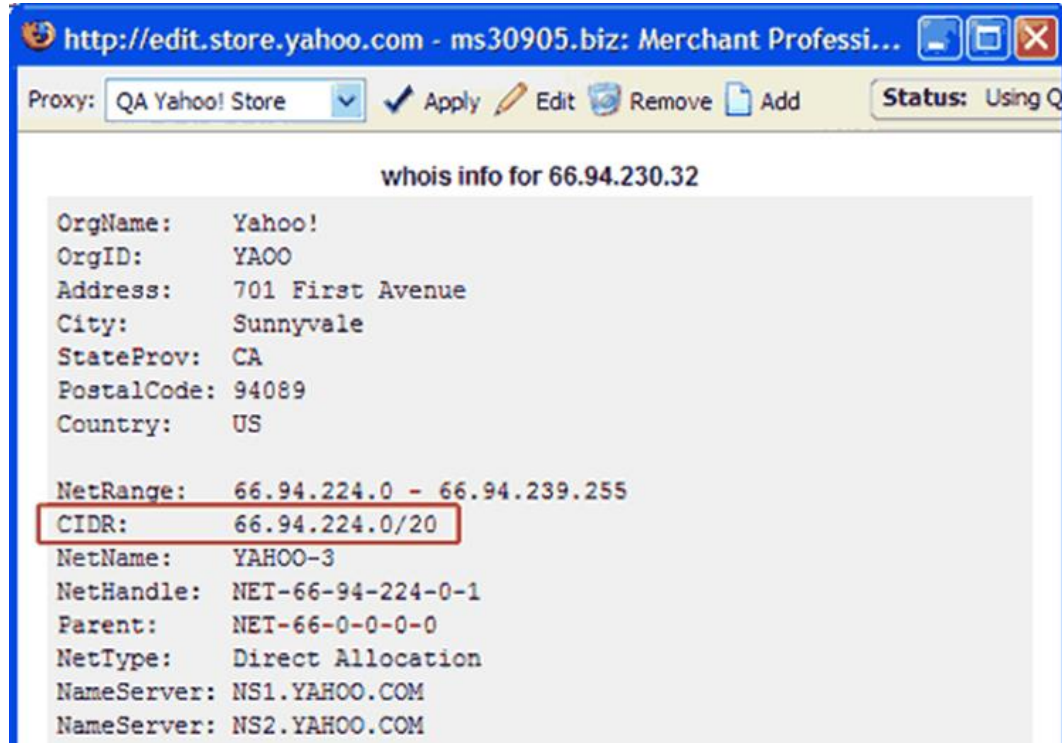 http://edit.store.yahoo.com - ms30905.biz: Merchant Professi...
Proxy: QA Yahoo! Store Apply Edit Remove Add Status: Using Q
whois info for 66.94.230.32
OrgName: Yahoo!
OrgID: YAOO
Address: 701 First Avenue
City: Sunnyvale
StateProv: CA
PostalCode: 94089
Country: US
NetRange: 66.94.224.0 - 66.94.239.255
CIDR: 66.94.224.0/20
NetName: YAHOO-3
NetHandle: NET-66-94-224-0-1
Parent: NET-66-0-0-0-0
NetType: Direct Allocation
NameServer: NS1.YAHOO.COM
NameServer: NS2.YAHOO.COM